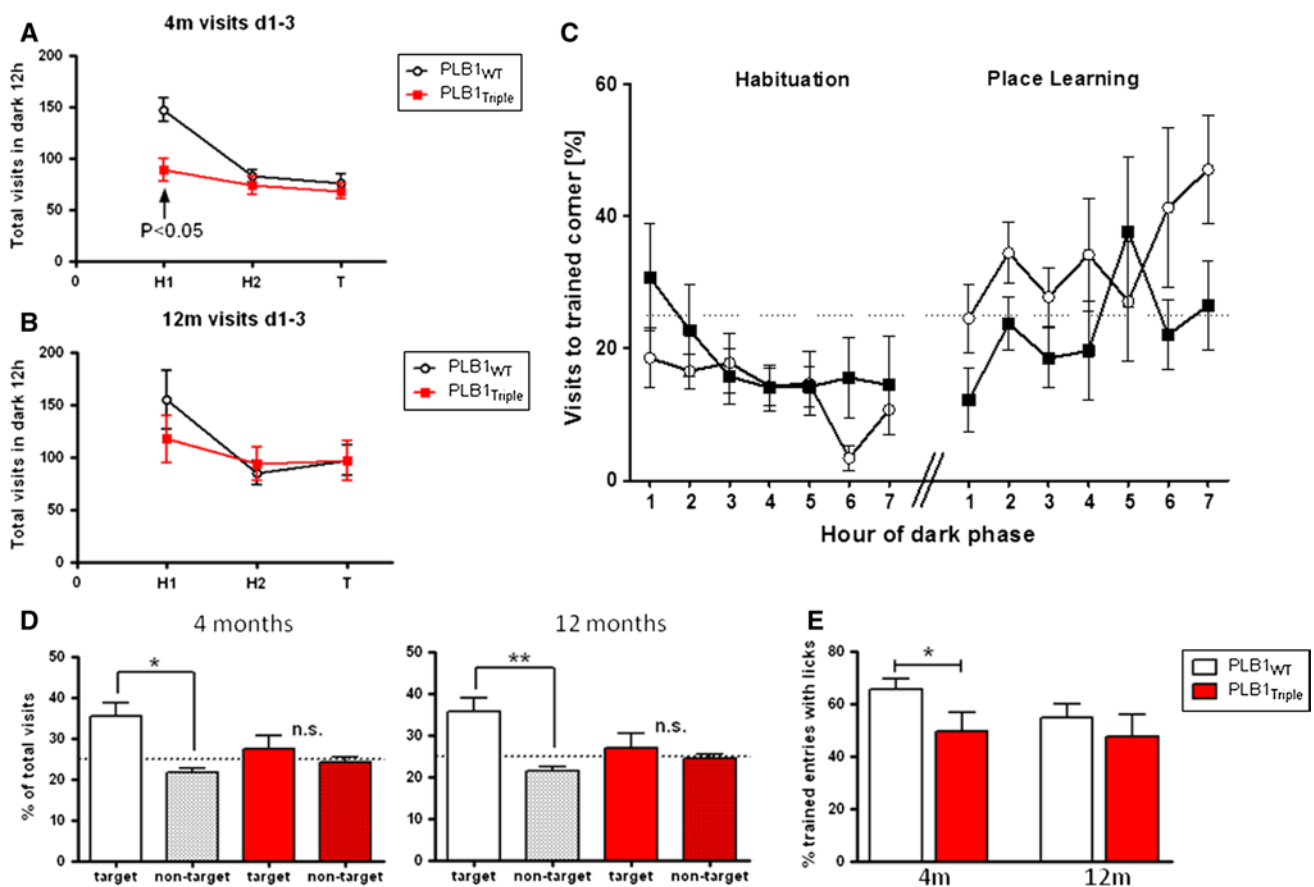 A
4m visits d1-3
Total visits in dark 12h
200
150
100
50
0
P<0.05
0 H1 H2 T
PLB1WT
PLB1Triple
B
12m visits d1-3
Total visits in dark 12h
200
150
100
50
0
0 H1 H2 T
PLB1WT
PLB1Triple
C
Habituation Place Learning
Visits to trained corner [%]
60
40
20
0
1 2 3 4 5 6 7 // 1 2 3 4 5 6 7
Hour of dark phase
D
4 months
% of total visits
50
40
30
20
10
0
*
n.s.
target non-target target non-target
12 months
50
40
30
20
10
0
**
n.s.
target non-target target non-target
E
% trained entries with licks
80
60
40
20
0
*
4m 12m
PLB1WT
PLB1Triple